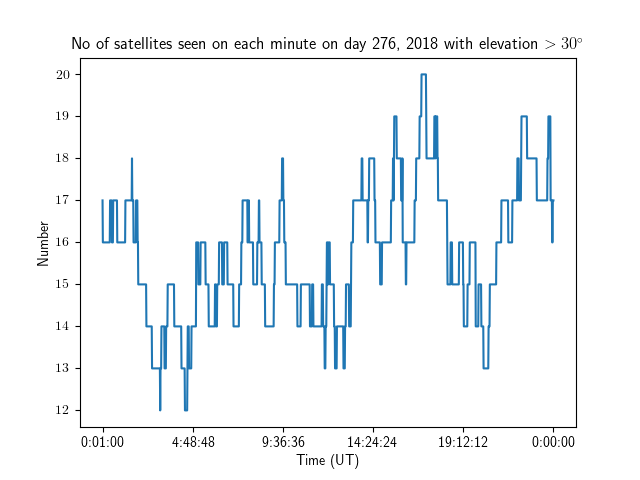 No of satellites seen on each minute on day 276, 2018 with elevation > 30°
20
19
18
17
16
15
14
13
12
Number
0:01:00 4:48:48 9:36:36 14:24:24 19:12:12 0:00:00
Time (UT)